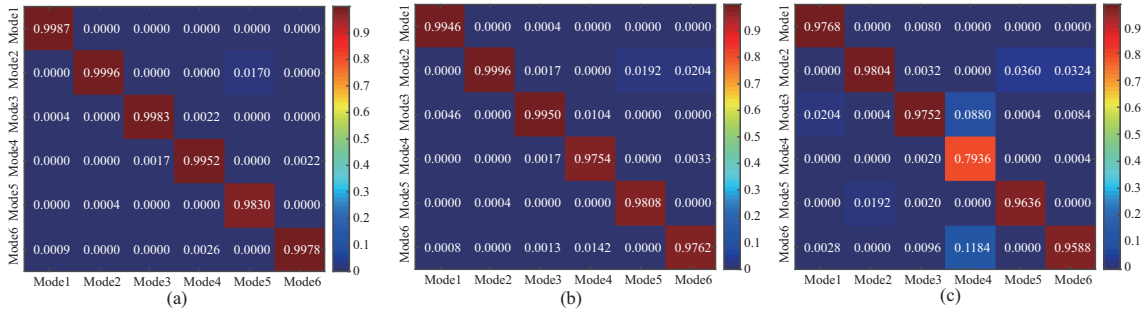 Mode1 0.9987 0.0000 0.0000 0.0000 0.0000 0.0000
Mode2 0.0000 0.9996 0.0000 0.0000 0.0170 0.0000
Mode3 0.0004 0.0000 0.9983 0.0022 0.0000 0.0000
Mode4 0.0000 0.0000 0.0017 0.9952 0.0000 0.0022
Mode5 0.0000 0.0004 0.0000 0.0000 0.9830 0.0000
Mode6 0.0009 0.0000 0.0000 0.0026 0.0000 0.9978
Mode1 Mode2 Mode3 Mode4 Mode5 Mode6
0.9
0.8
0.7
0.6
0.5
0.4
0.3
0.2
0.1
0
(a)
Mode1 0.9946 0.0000 0.0004 0.0000 0.0000 0.0000
Mode2 0.0000 0.9996 0.0017 0.0000 0.0192 0.0204
Mode3 0.0046 0.0000 0.9950 0.0104 0.0000 0.0000
Mode4 0.0000 0.0000 0.0017 0.9754 0.0000 0.0033
Mode5 0.0000 0.0004 0.0000 0.0000 0.9808 0.0000
Mode6 0.0008 0.0000 0.0013 0.0142 0.0000 0.9762
Mode1 Mode2 Mode3 Mode4 Mode5 Mode6
0.9
0.8
0.7
0.6
0.5
0.4
0.3
0.2
0.1
0
(b)
Mode1 0.9768 0.0000 0.0080 0.0000 0.0000 0.0000
Mode2 0.0000 0.9804 0.0032 0.0000 0.0360 0.0324
Mode3 0.0204 0.0004 0.9752 0.0880 0.0004 0.0084
Mode4 0.0000 0.0000 0.0020 0.7936 0.0000 0.0004
Mode5 0.0000 0.0192 0.0020 0.0000 0.9636 0.0000
Mode6 0.0028 0.0000 0.0096 0.1184 0.0000 0.9588
Mode1 Mode2 Mode3 Mode4 Mode5 Mode6
0.9
0.8
0.7
0.6
0.5
0.4
0.3
0.2
0.1
0
(c)